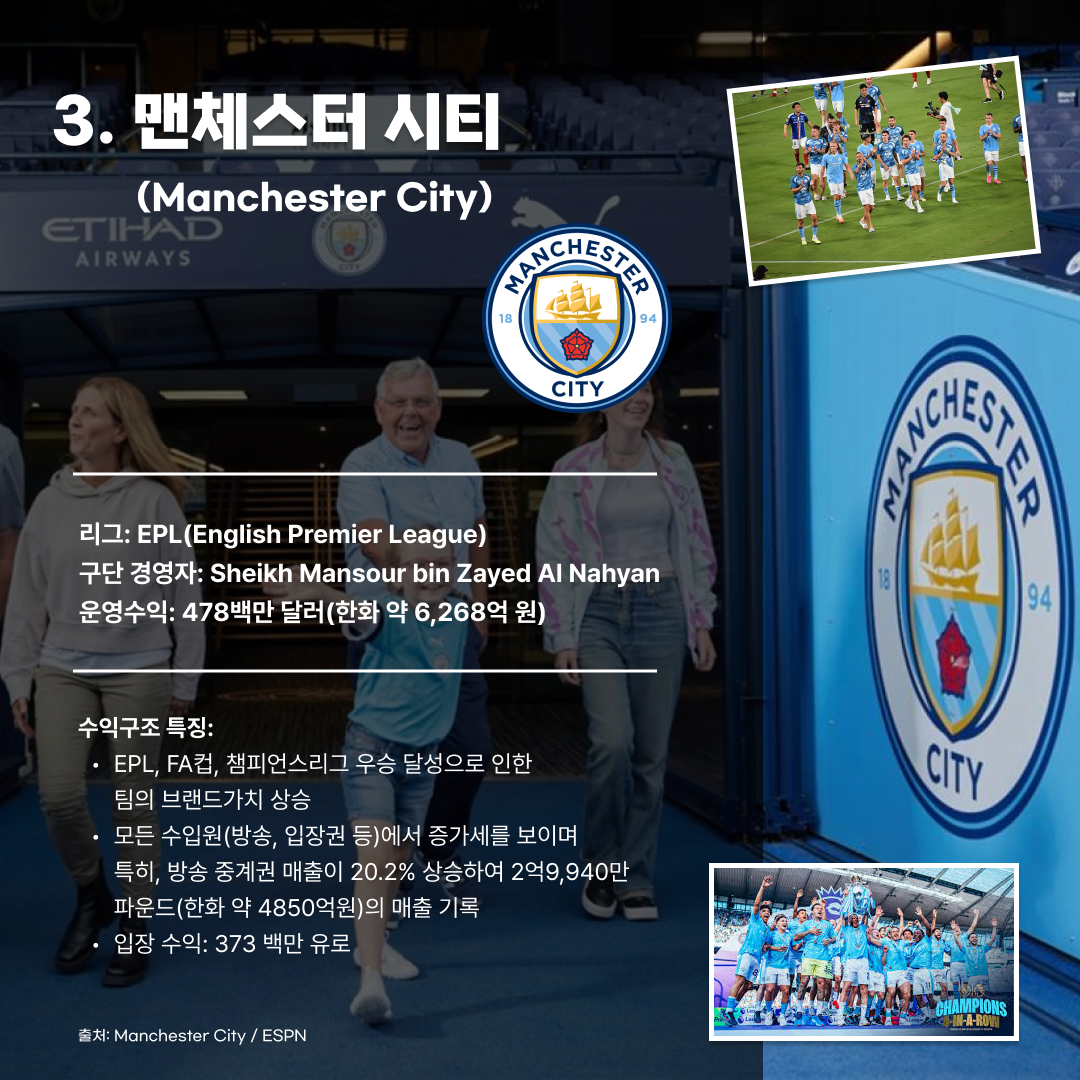 3. 맨체스터 시티
(Manchester City)
ETIHAD
AIRWAYS
CITY
MANCHESTER
18 94
CITY
MANCHESTER
18 94
CITY
리그: EPL(English Premier League)
구단 경영자: Sheikh Mansour bin Zayed Al Nahyan
운영수익: 478백만 달러(한화 약 6,268억 원)
수익구조 특징:
• EPL, FA컵, 챔피언스리그 우승 달성으로 인한
팀의 브랜드가치 상승
• 모든 수입원(방송, 입장권 등)에서 증가세를 보이며
특히, 방송 중계권 매출이 20.2% 상승하여 2억9,940만
파운드(한화 약 4850억원)의 매출 기록
• 입장 수익: 373 백만 유로
CHAMPIONS
4-IN-A-ROW
출처: Manchester City / ESPN